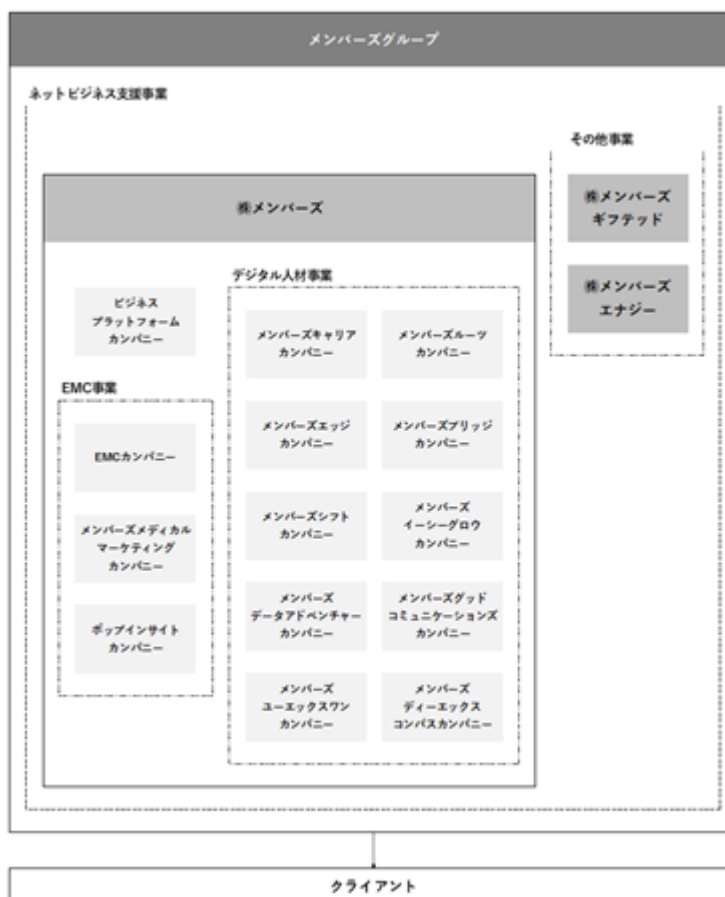 メンバーズグループ
ネットビジネス支援事業
その他事業
㈱メンバーズ
ギフテッド
㈱メンバーズ
エナジー
㈱メンバーズ
ビジネス
プラットフォーム
カンパニー
EMC事業
EMCカンパニー
メンバーズメディカル
マーケティング
カンパニー
ポップインサイト
カンパニー
デジタル人材事業
メンバーズキャリア
カンパニー
メンバーズルーツ
カンパニー
メンバーズエッジ
カンパニー
メンバーズブリッジ
カンパニー
メンバーズシフト
カンパニー
メンバーズ
イーシーグロウ
カンパニー
メンバーズ
データアドベンチャー
カンパニー
メンバーズグッド
コミュニケーションズ
カンパニー
メンバーズ
ユーエックスワン
カンパニー
メンバーズ
ディーエックス
コンパスカンパニー
クライアント